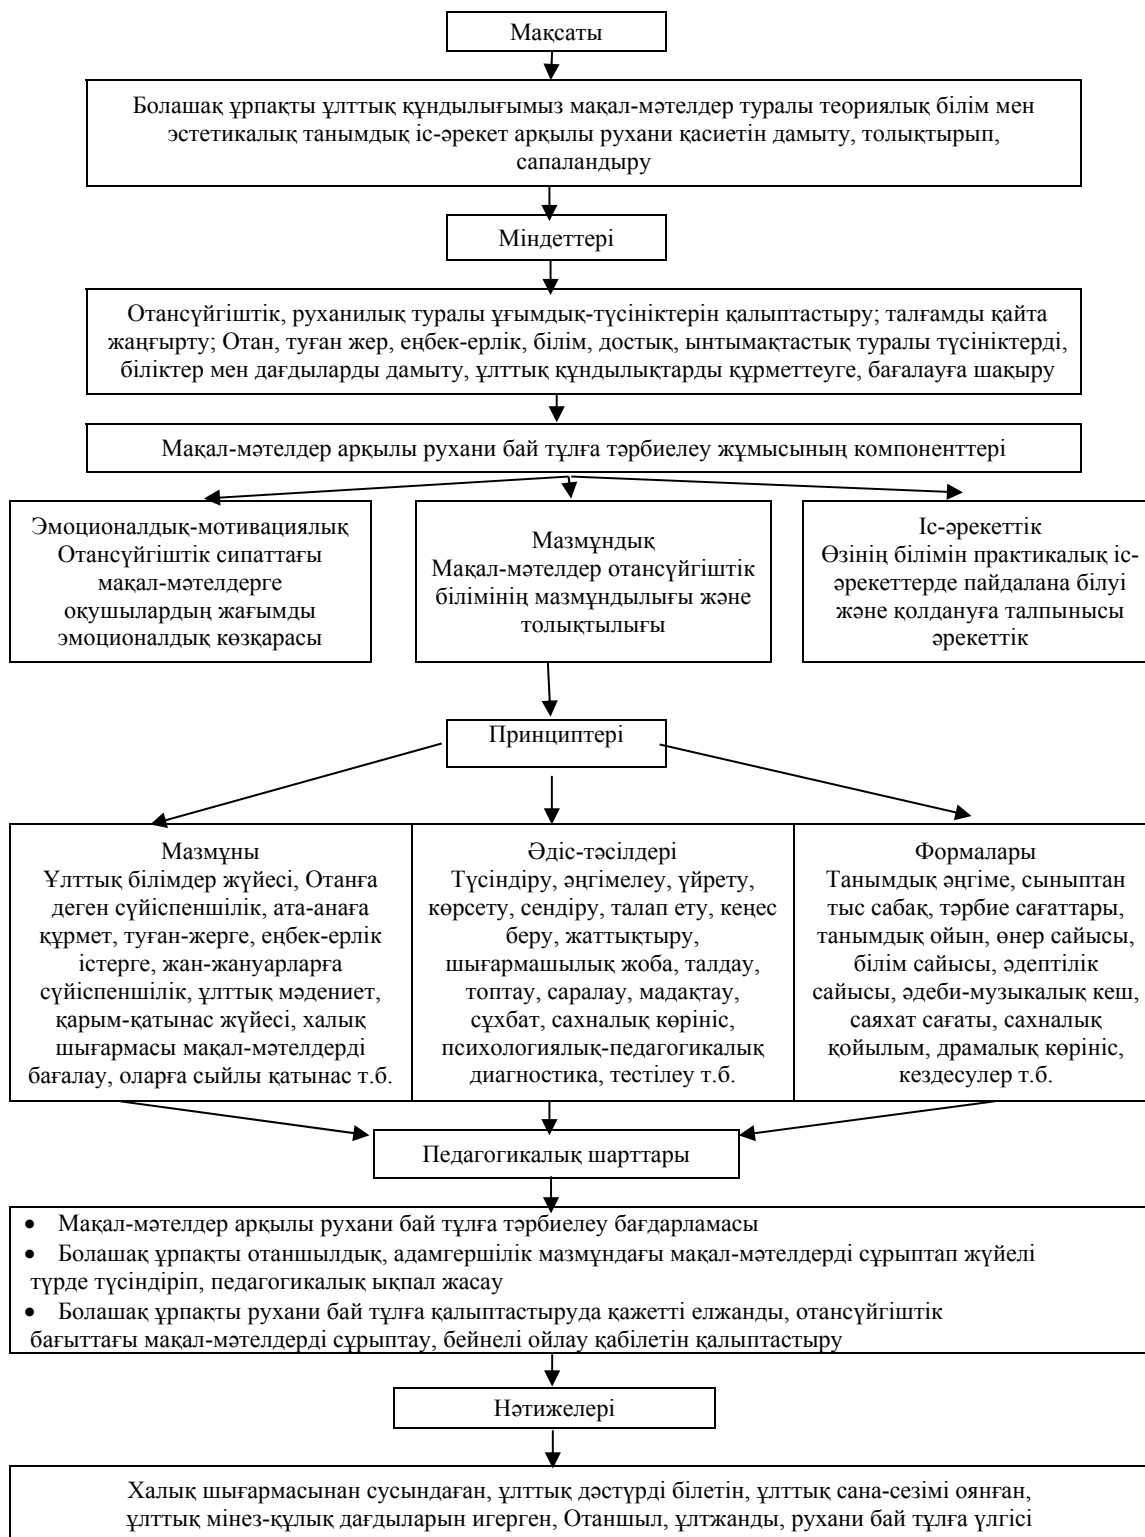 Мақсаты
Болашақ ұрпақты ұлттық құндылығымыз мақал-мәтелдер туралы теориялық білім мен
эстетикалық танымдық іс-әрекет арқылы рухани қасиетін дамыту, толықтырып,
сапаландыру
Міндеттері
Отансүйгіштік, руханилық туралы ұғымдық-түсініктерін қалыптастыру; талғамды қайта
жаңғырту; Отан, туған жер, еңбек-ерлік, білім, достық, ынтымақтастық туралы түсініктерді,
біліктер мен дағдыларды дамыту, ұлттық құндылықтарды құрметтеуге, бағалауға шақыру
Мақал-мәтелдер арқылы рухани бай тұлға тәрбиелеу жұмысының компоненттері
Эмоционалдық-мотивациялық
Отансүйгіштік сипаттағы
мақал-мәтелдерге
оқушылардың жағымды
эмоционалдық көзқарасы
Мазмұндық
Мақал-мәтелдер отансүйгіштік
білімінің мазмұндылығы және
толықтылығы
Іс-әрекеттік
Өзінің білімін практикалық іс-
әрекеттерде пайдалана білуі
және қолдануға талпынысы
әрекеттік
Принциптері
Мазмұны
Ұлттық білімдер жүйесі, Отанға
деген сүйіспеншілік, ата-анаға
құрмет, туған-жерге, еңбек-ерлік
істерге, жан-жануарларға
сүйіспеншілік, ұлттық мәдениет,
қарым-қатынас жүйесі, халық
шығармасы мақал-мәтелдерді
бағалау, оларға сыйлы қатынас т.б.
Әдіс-тәсілдері
Түсіндіру, әңгімелеу, үйрету,
көрсету, сендіру, талап ету, кеңес
беру, жаттықтыру,
шығармашылық жоба, талдау,
топтау, саралау, мадақтау,
сұхбат, сахналық көрініс,
психологиялық-педагогикалық
диагностика, тестілеу т.б.
Формалары
Танымдық әңгіме, сыныптан
тыс сабақ, тәрбие сағаттары,
танымдық ойын, өнер сайысы,
білім сайысы, әдептілік
сайысы, әдеби-музыкалық кеш,
саяхат сағаты, сахналық
қойылым, драмалық көрініс,
кездесулер т.б.
Педагогикалық шарттары
• Мақал-мәтелдер арқылы рухани бай тұлға тәрбиелеу бағдарламасы
• Болашақ ұрпақты отаншылдық, адамгершілік мазмұндағы мақал-мәтелдерді сұрыптап жүйелі
түрде түсіндіріп, педагогикалық ықпал жасау
• Болашақ ұрпақты рухани бай тұлға қалыптастыруда қажетті елжанды, отансүйгіштік
бағыттағы мақал-мәтелдерді сұрыптау, бейнелі ойлау қабілетін қалыптастыру
Нәтижелері
Халық шығармасынан сусындаған, ұлттық дәстүрді білетін, ұлттық сана-сезімі оянған,
ұлттық мінез-құлық дағдыларын игерген, Отаншыл, ұлтжанды, рухани бай тұлға үлгісі